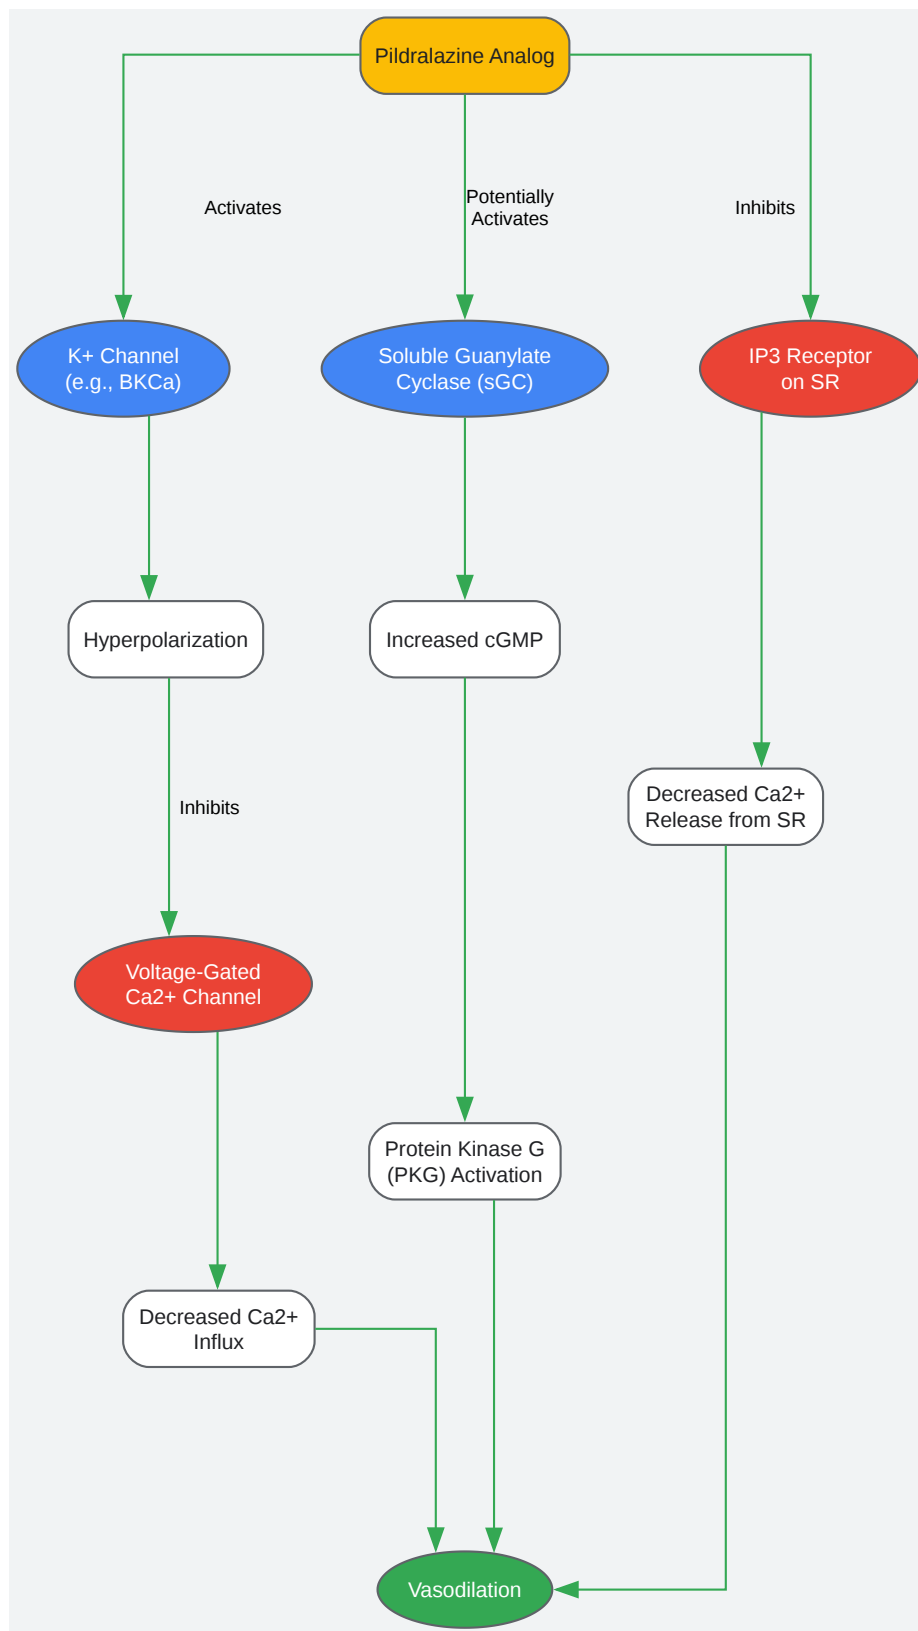 Pildralazine Analog
Activates
Potentially
Activates
Inhibits
K+ Channel
(e.g., BKCa)
Soluble Guanylate
Cyclase (sGC)
IP3 Receptor
on SR
Hyperpolarization
Increased cGMP
Inhibits
Decreased Ca2+
Release from SR
Voltage-Gated
Ca2+ Channel
Protein Kinase G
(PKG) Activation
Decreased Ca2+
Influx
Vasodilation